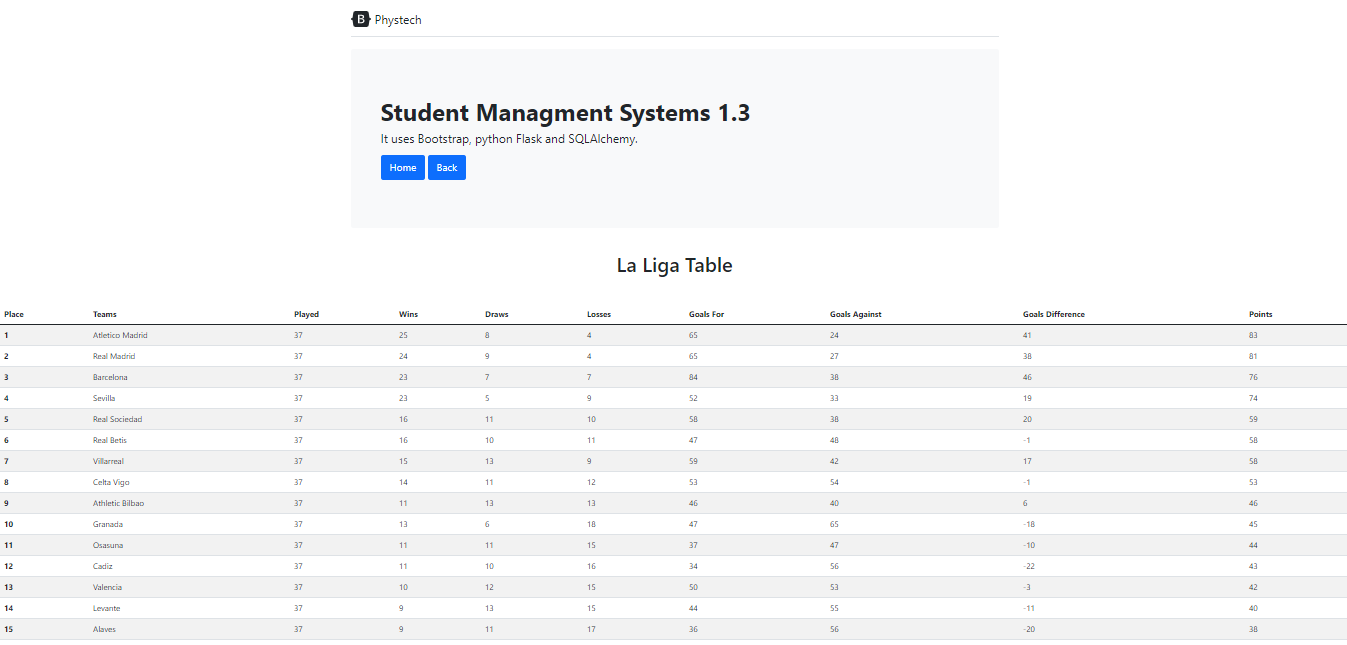 B Phystech
Student Managment Systems 1.3
It uses Bootstrap, python Flask and SQLAlchemy.
Home Back
La Liga Table
Place Teams Played Wins Draws Losses Goals For Goals Against Goals Difference Points
1 Atletico Madrid 37 25 8 4 65 24 41 83
2 Real Madrid 37 24 9 4 65 27 38 81
3 Barcelona 37 23 7 7 84 38 46 76
4 Sevilla 37 23 5 9 52 33 19 74
5 Real Sociedad 37 16 11 10 58 38 20 59
6 Real Betis 37 16 10 11 47 48 -1 58
7 Villarreal 37 15 13 9 59 42 17 58
8 Celta Vigo 37 14 11 12 53 54 -1 53
9 Athletic Bilbao 37 11 13 13 46 40 6 46
10 Granada 37 13 6 18 47 65 -18 45
11 Osasuna 37 11 11 15 37 47 -10 44
12 Cadiz 37 11 10 16 34 56 -22 43
13 Valencia 37 10 12 15 50 53 -3 42
14 Levante 37 9 13 15 44 55 -11 40
15 Alaves 37 9 11 17 36 56 -20 38